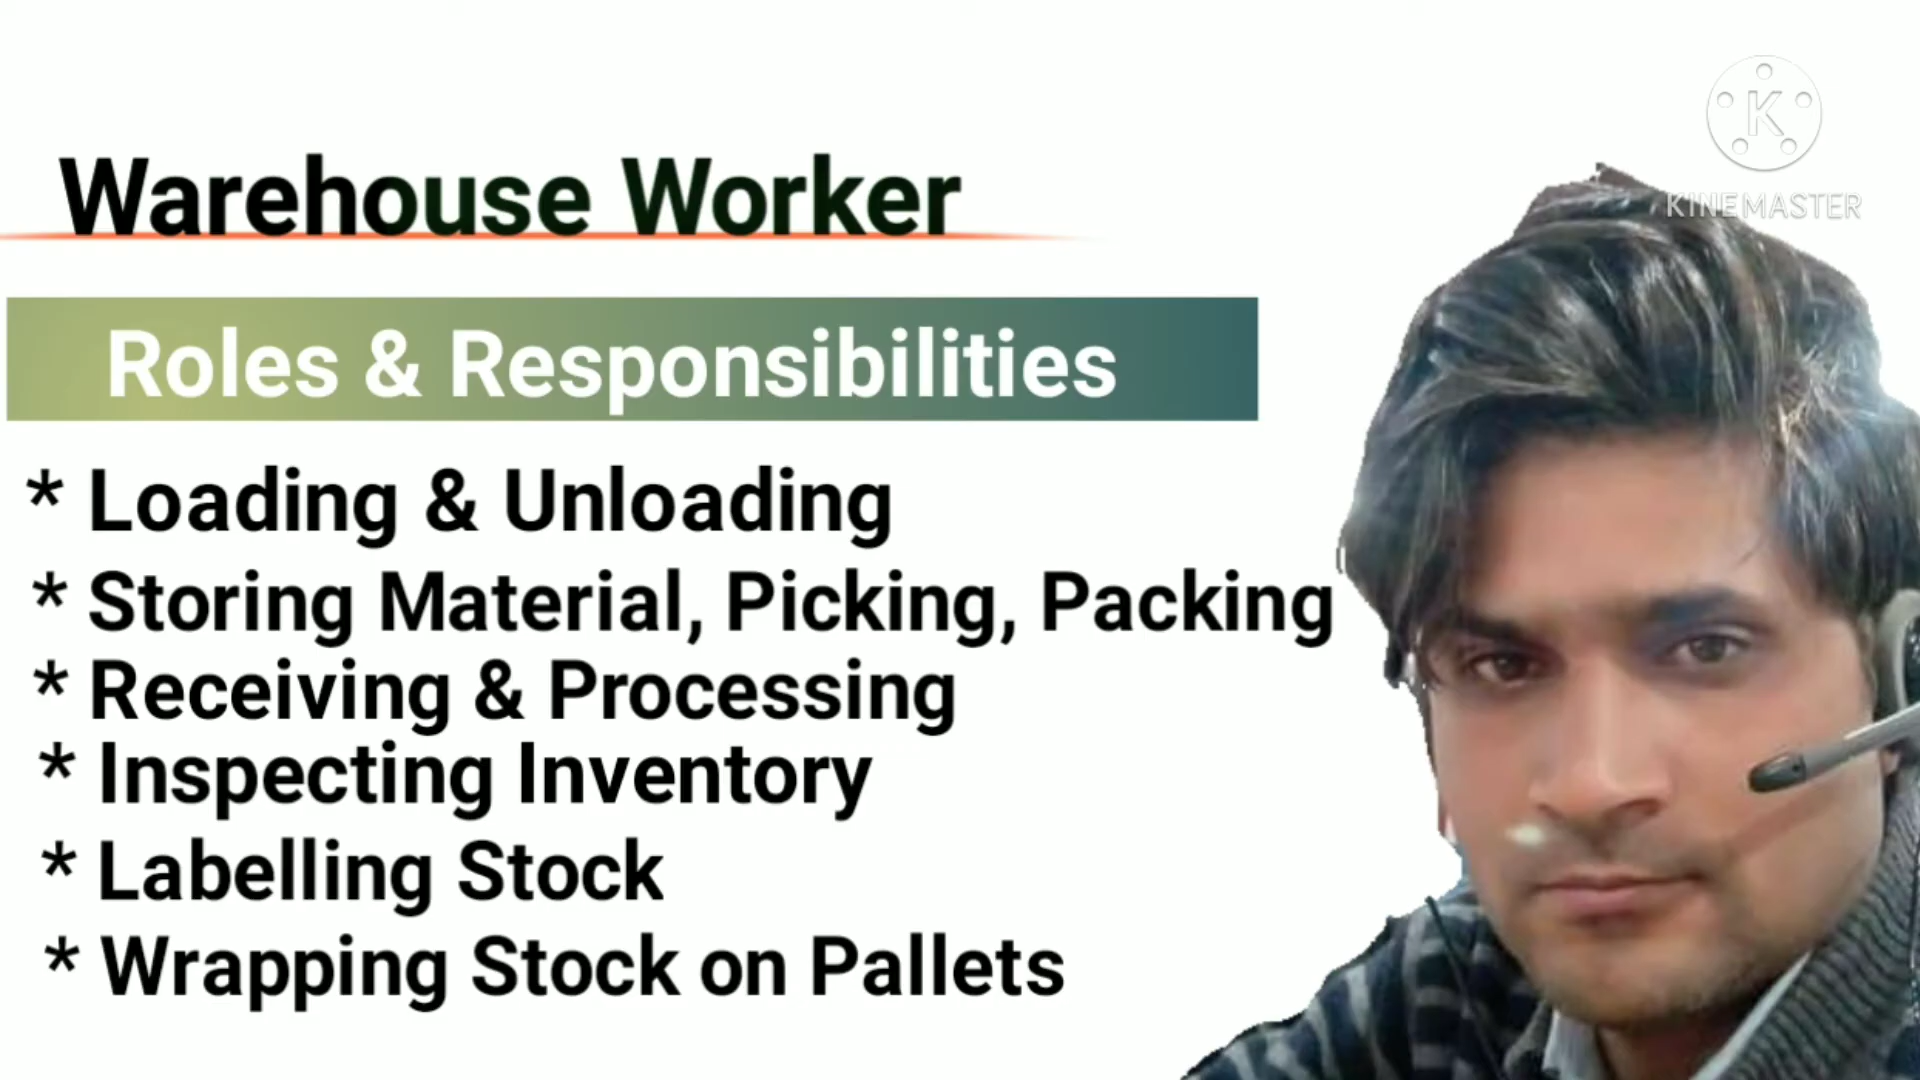 KINEMASTER
Warehouse Worker
Roles & Responsibilities
* Loading & Unloading
* Storing Material, Picking, Packing
* Receiving & Processing
* Inspecting Inventory
* Labelling Stock
* Wrapping Stock on Pallets